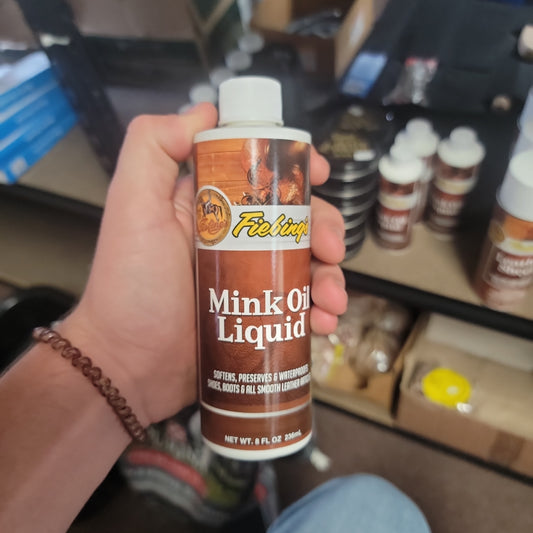 Fiebing's
Mink Oil
Liquid
SOFTENS, PRESERVES & WATERPROOFS
SHOES, BOOTS & ALL SMOOTH LEATHER
NET WT. 8 FL OZ 236mL